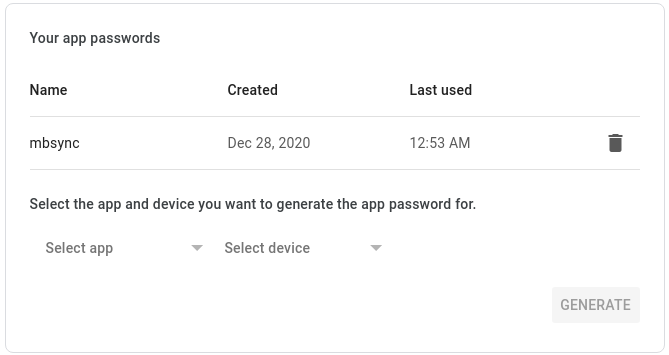 Your app passwords
Name Created Last used
mbsync Dec 28, 2020 12:53 AM
Select the app and device you want to generate the app password for.
Select app Select device
GENERATE